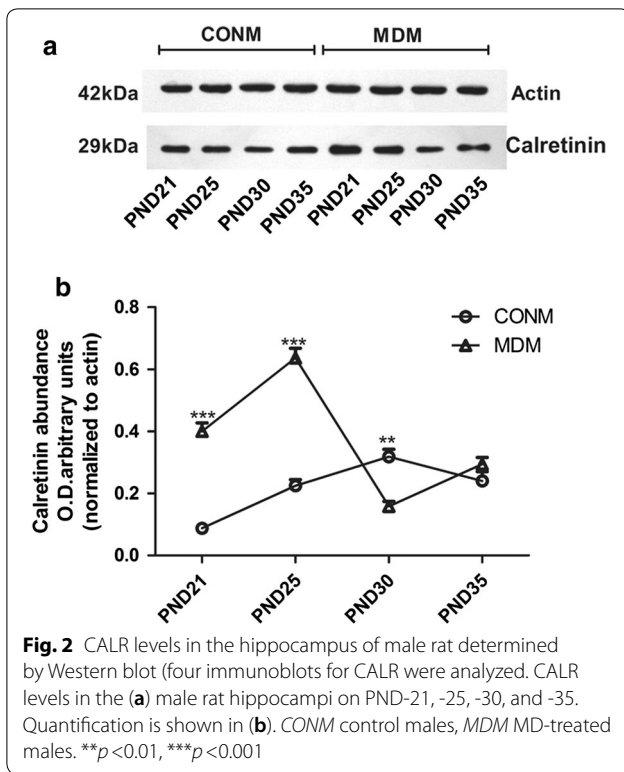 a
CONM MDM
42kDa Actin
29kDa Calretinin
PND21 PND25 PND30 PND35 PND21 PND25 PND30 PND35
b
Calretinin abundance
O.D.arbitrary units
(normalized to actin)
0.8
0.6
0.4
0.2
0.0
*** *** **
CONM
MDM
PND21 PND25 PND30 PND35
Fig. 2 CALR levels in the hippocampus of male rat determined
by Western blot (four immunoblots for CALR were analyzed. CALR
levels in the (a) male rat hippocampi on PND-21, -25, -30, and -35.
Quantification is shown in (b). CONM control males, MDM MD-treated
males. **p <0.01, ***p <0.001